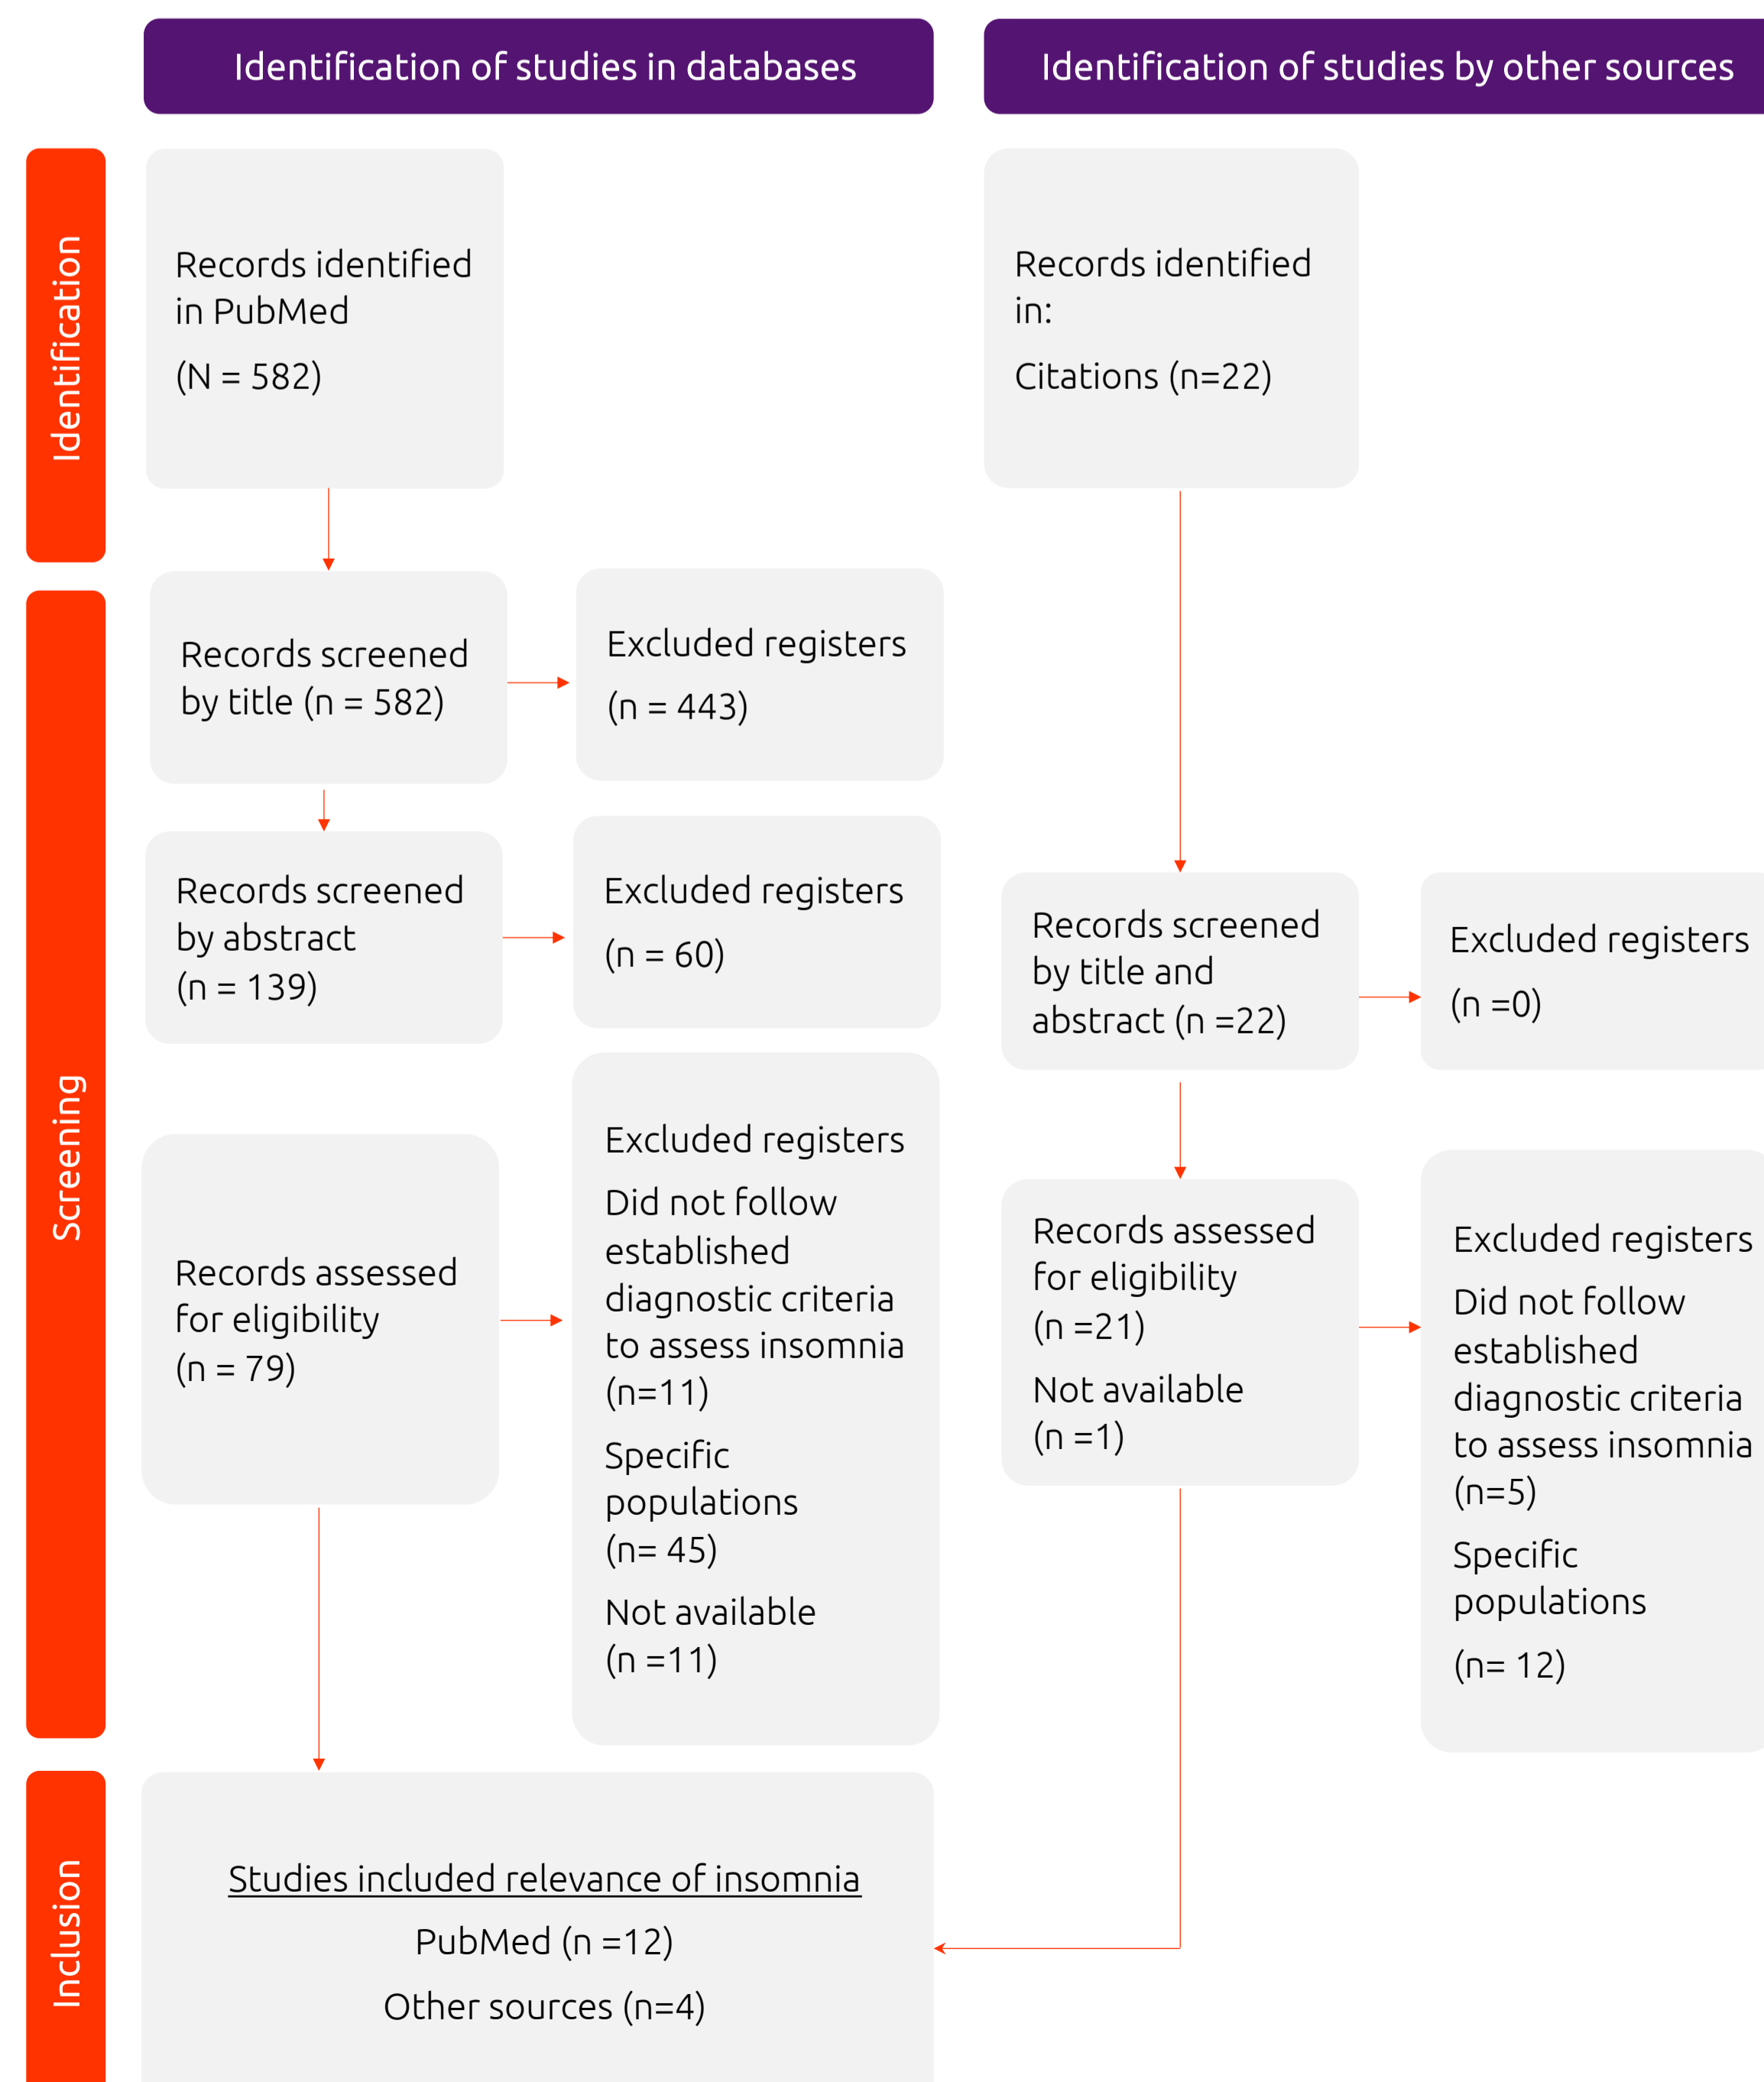 Identification of studies in databases
Identification of studies by other sources
Identification
Records identified
in PubMed
(N = 582)
Records identified
in:
Citations (n=22)
Screening
Records screened
by title (n = 582)
Excluded registers
(n = 443)
Records screened
by abstract
(n = 139)
Excluded registers
(n = 60)
Records screened
by title and
abstract (n =22)
Excluded registers
(n =0)
Records assessed
for eligibility
(n = 79)
Excluded registers
Did not follow
established
diagnostic criteria
to assess insomnia
(n=11)
Specific
populations
(n= 45)
Not available
(n =11)
Records assessed
for eligibility
(n =21)
Not available
(n =1)
Excluded registers
Did not follow
established
diagnostic criteria
to assess insomnia
(n=5)
Specific
populations
(n= 12)
Inclusion
Studies included relevance of insomnia
PubMed (n =12)
Other sources (n=4)